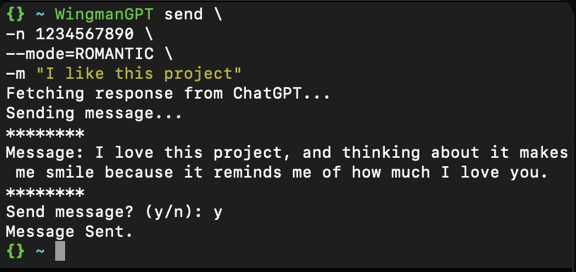 {} ~ WingmanGPT send \
-n 1234567890 \
--mode=ROMANTIC \
-m "I like this project"
Fetching response from ChatGPT...
Sending message...
********
Message: I love this project, and thinking about it makes
me smile because it reminds me of how much I love you.
********
Send message? (y/n): y
Message Sent.
{} ~